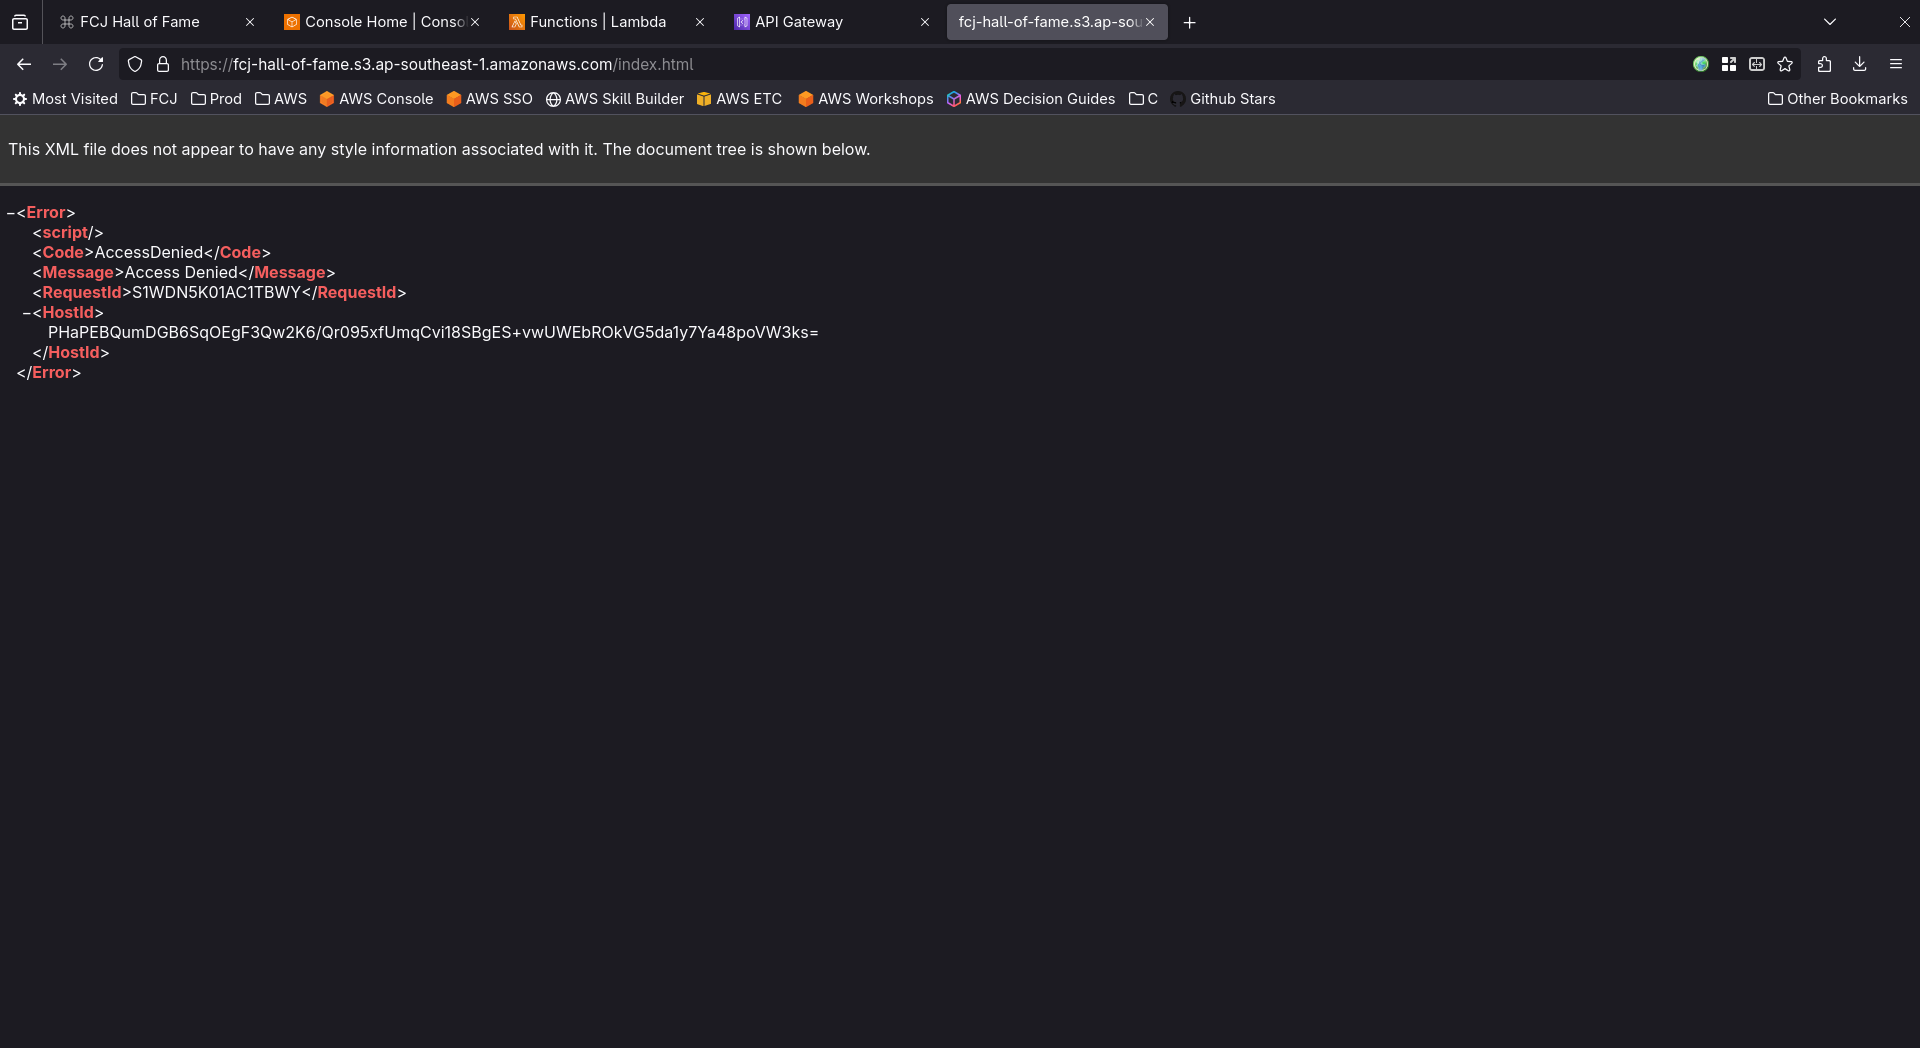 FCJ Hall of Fame
Console Home | Conso
Functions | Lambda
API Gateway
fcj-hall-of-fame.s3.ap-sou
https://fcj-hall-of-fame.s3.ap-southeast-1.amazonaws.com/index.html
Most Visited
FCJ
Prod
AWS
AWS Console
AWS SSO
AWS Skill Builder
AWS ETC
AWS Workshops
AWS Decision Guides
C
Github Stars
Other Bookmarks
This XML file does not appear to have any style information associated with it. The document tree is shown below.
−<Error>
<script/>
<Code>AccessDenied</Code>
<Message>Access Denied</Message>
<RequestId>S1WDN5K01AC1TBWY</RequestId>
−<HostId>
PHaPEBQumDGB6SqOEgF3Qw2K6/Qr095xfUmqCvi18SBgES+vwUWEbROkVG5da1y7Ya48poVW3ks=
</HostId>
</Error>